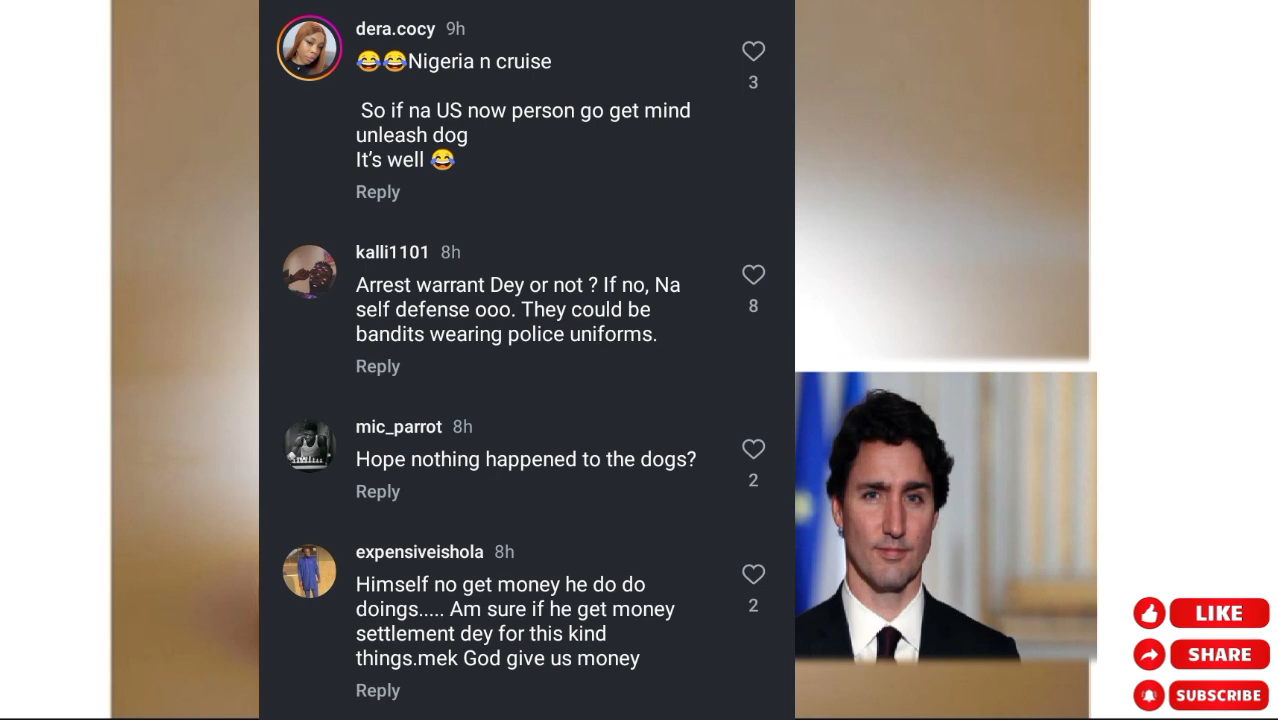 dera.cocy 9h
😂😂Nigeria n cruise
3
So if na US now person go get mind
unleash dog
It's well 😂
Reply
kalli1101 8h
Arrest warrant Dey or not ? If no, Na
self defense ooo. They could be
bandits wearing police uniforms.
8
Reply
mic_parrot 8h
Hope nothing happened to the dogs?
2
Reply
expensiveishola 8h
Himself no get money he do do
doings..... Am sure if he get money
2
settlement dey for this kind
things.mek God give us money
Reply
LIKE
SHARE
SUBSCRIBE